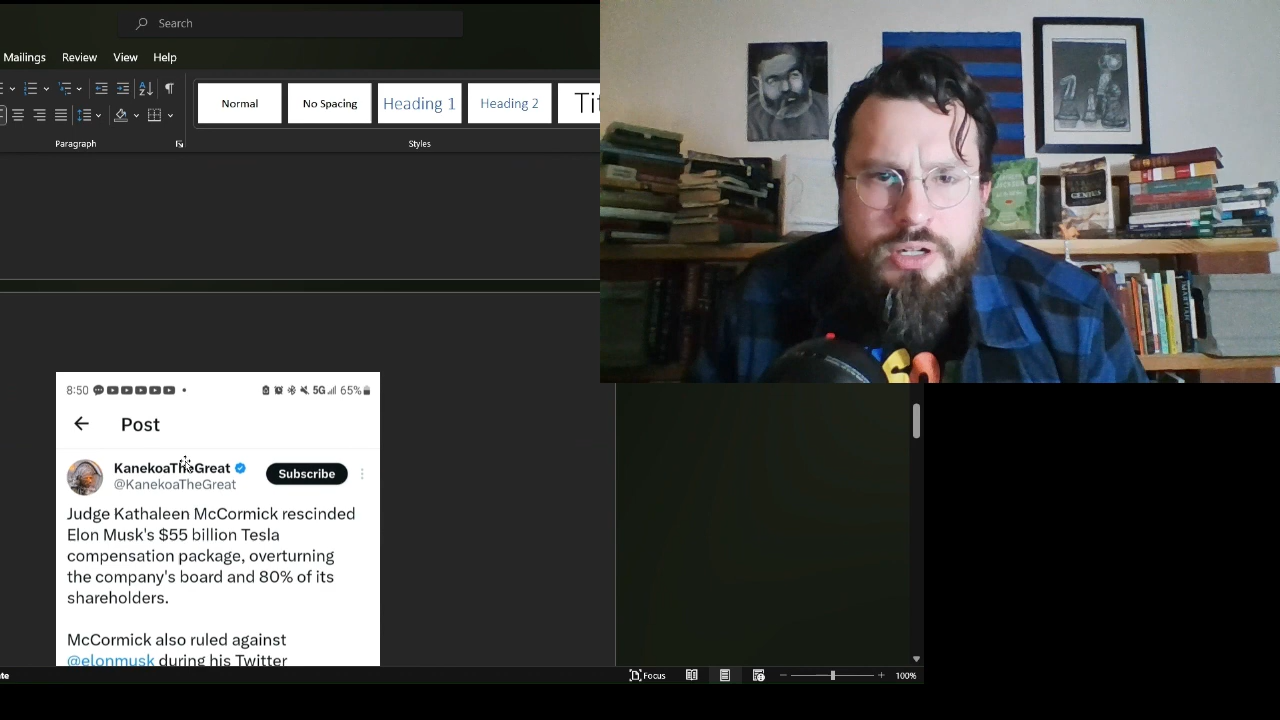 Search
Mailings Review View Help
Normal
No Spacing
Heading 1
Heading 2
Tit
Paragraph
Styles
8:50
5G 65%
Post
KanekoaTheGreat
@KanekoaTheGreat
Subscribe
Judge Kathaleen McCormick rescinded
Elon Musk's $55 billion Tesla
compensation package, overturning
the company's board and 80% of its
shareholders.
McCormick also ruled against
@elonmusk during his Twitter
GENIUS
Focus
100%